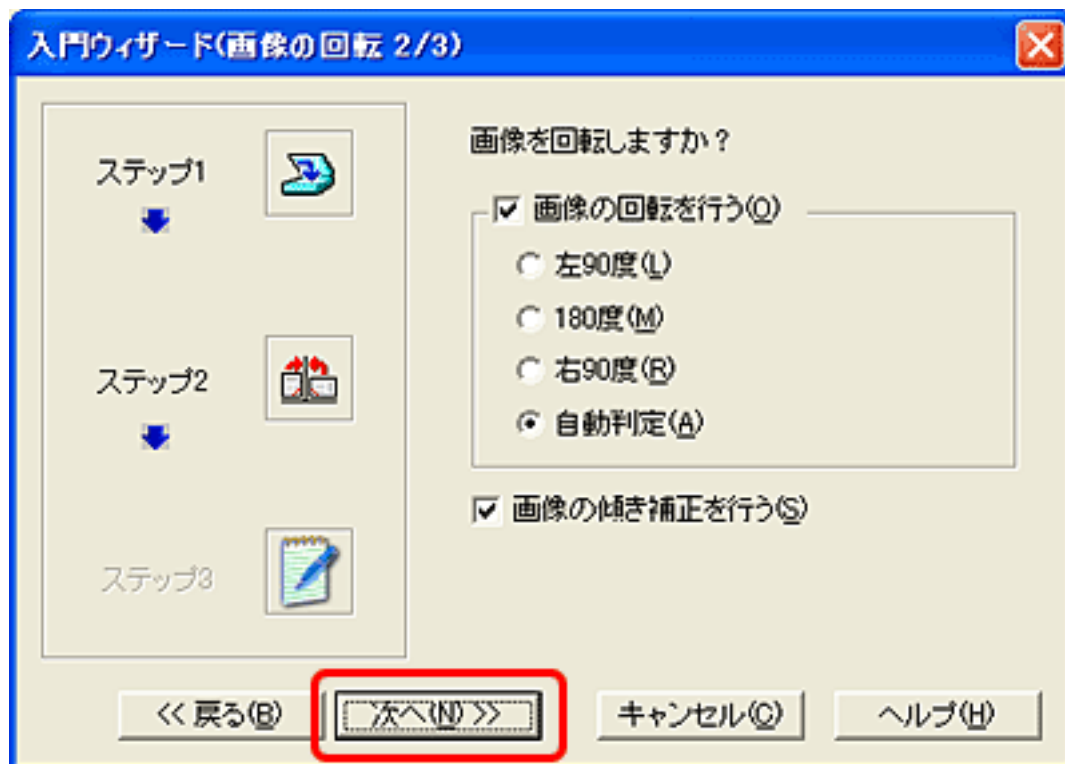 入門ウィザード(画像の回転 2/3)
ステップ1
ステップ2
ステップ3
画像を回転しますか？
画像の回転を行う(O)
左90度(L)
180度(M)
右90度(R)
自動判定(A)
画像の傾き補正を行う(S)
<< 戻る(B)
次へ(N) >>
キャンセル(C)
ヘルプ(H)